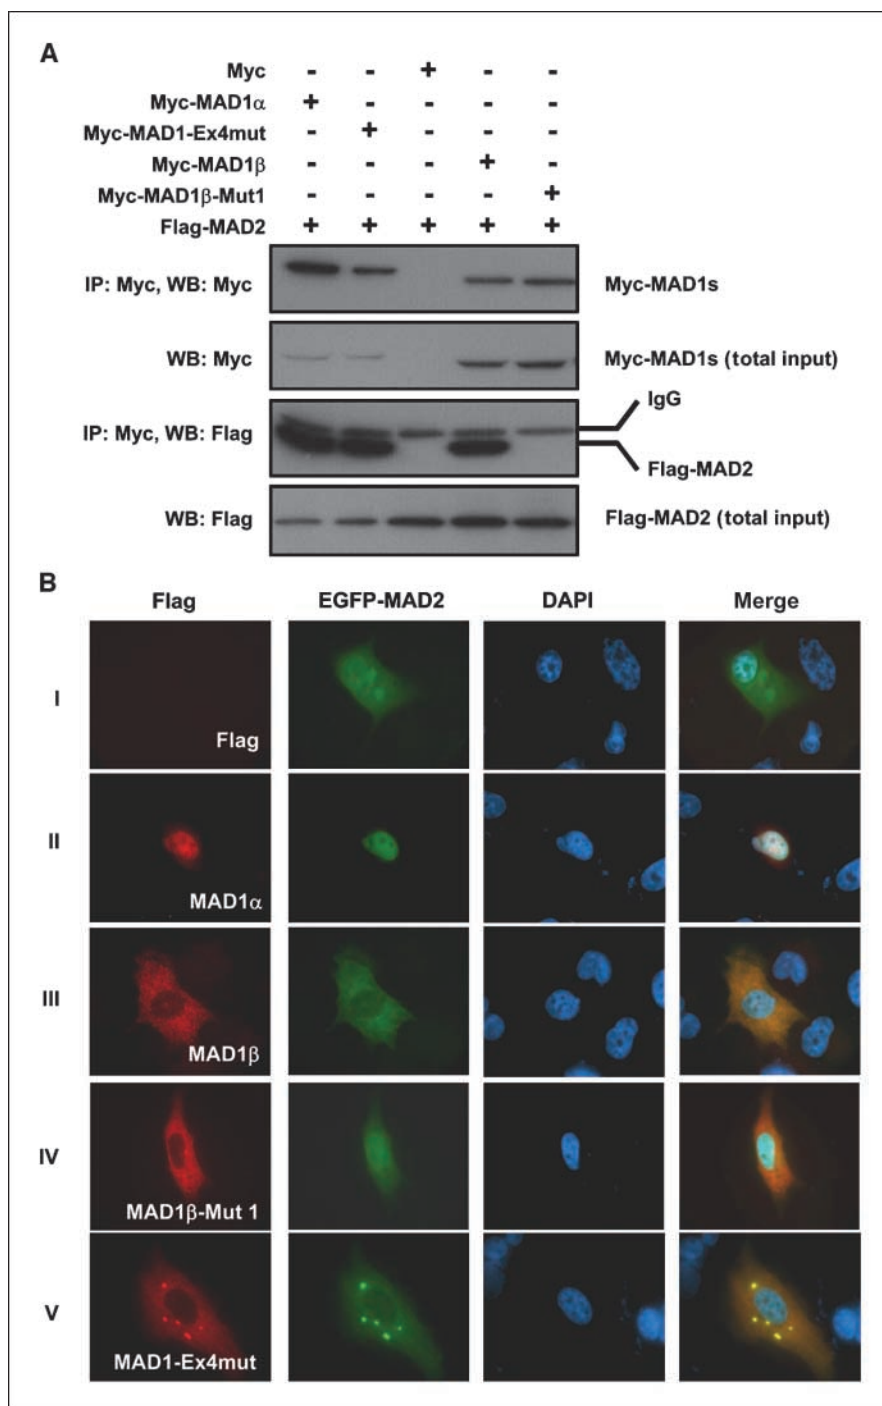 A
Myc - - + - -
Myc-MAD1α + - - - -
Myc-MAD1-Ex4mut - + - - -
Myc-MAD1β - - - + -
Myc-MAD1β-Mut1 - - - - +
Flag-MAD2 + + + + +
IP: Myc, WB: Myc Myc-MAD1s
WB: Myc Myc-MAD1s (total input)
IgG
IP: Myc, WB: Flag
Flag-MAD2
WB: Flag Flag-MAD2 (total input)
B
Flag EGFP-MAD2 DAPI Merge
I
Flag
II
MAD1α
III
MAD1β
IV
MAD1β-Mut 1
V
MAD1-Ex4mut